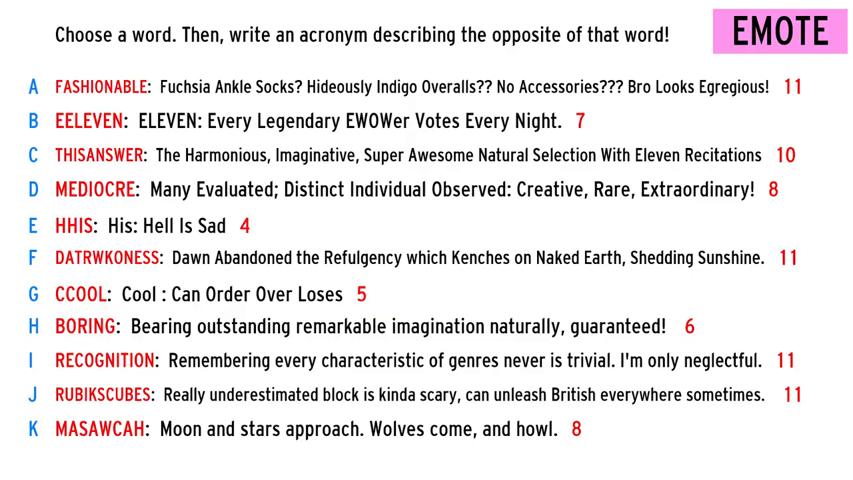 Choose a word. Then, write an acronym describing the opposite of that word!
EMOTE
A FASHIONABLE: Fuchsia Ankle Socks? Hideously Indigo Overalls?? No Accessories??? Bro Looks Egregious! 11
B EELEVEN: ELEVEN: Every Legendary EWOWer Votes Every Night. 7
C THISANSWER: The Harmonious, Imaginative, Super Awesome Natural Selection With Eleven Recitations 10
D MEDIOCRE: Many Evaluated; Distinct Individual Observed: Creative, Rare, Extraordinary! 8
E HHIS: His: Hell Is Sad 4
F DATRWKONESS: Dawn Abandoned the Refulgency which Kenches on Naked Earth, Shedding Sunshine. 11
G CCOOL: Cool : Can Order Over Loses 5
H BORING: Bearing outstanding remarkable imagination naturally, guaranteed! 6
I RECOGNITION: Remembering every characteristic of genres never is trivial. I'm only neglectful. 11
J RUBIKSCUBES: Really underestimated block is kinda scary, can unleash British everywhere sometimes. 11
K MASAWCAH: Moon and stars approach. Wolves come, and howl. 8